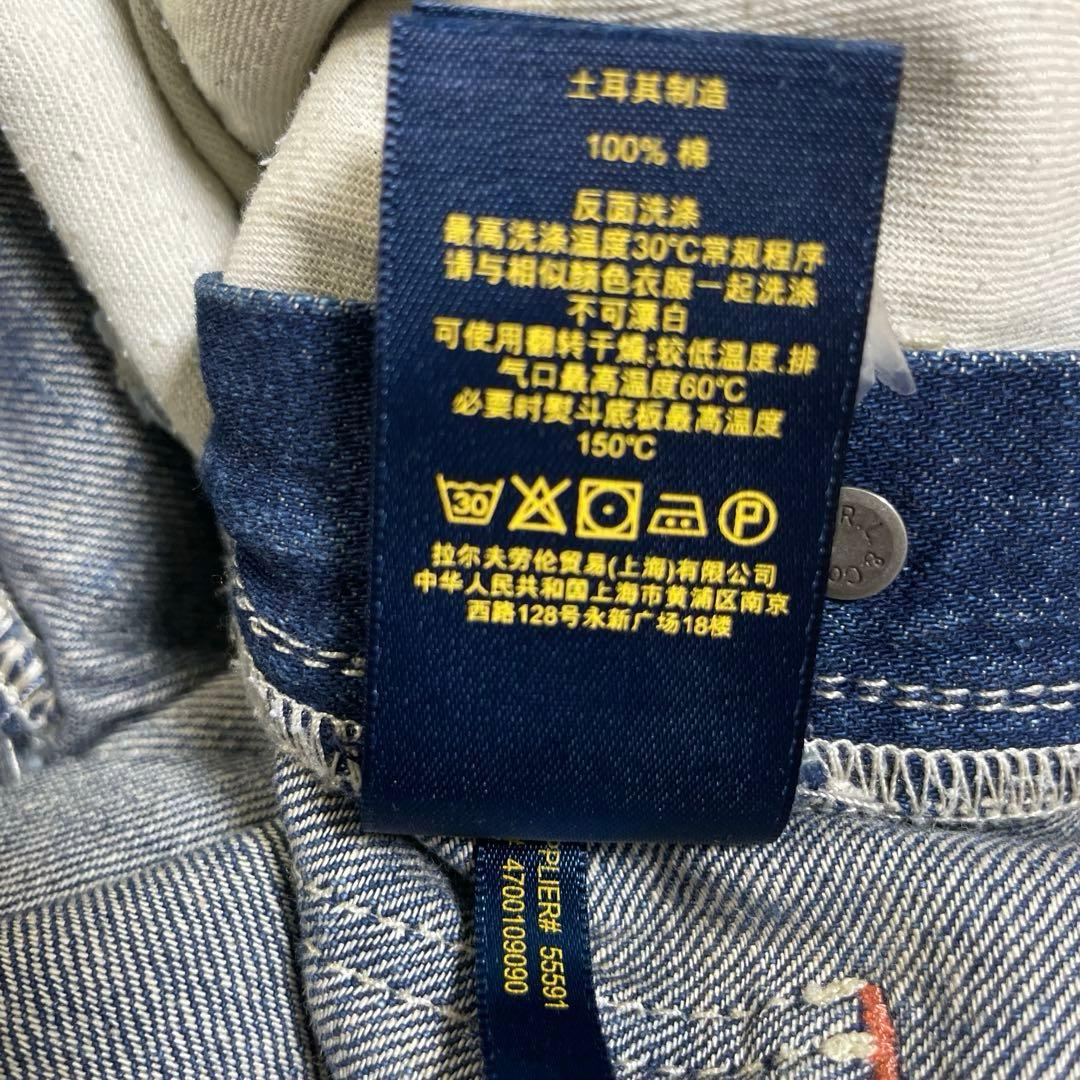 土耳其制造
100% 棉
反面洗涤
最高洗涤温度30℃常规程序
请与相似颜色衣服一起洗涤
不可漂白
可使用翻转干燥;较低温度,排
气口最高温度60℃
必要时熨斗底板最高温度
150℃
30
P
拉尔夫劳伦贸易(上海)有限公司
中华人民共和国上海市黄浦区南京
西路128号永新广场18楼
R.L & Co
PPLIER# 55591
4700109090